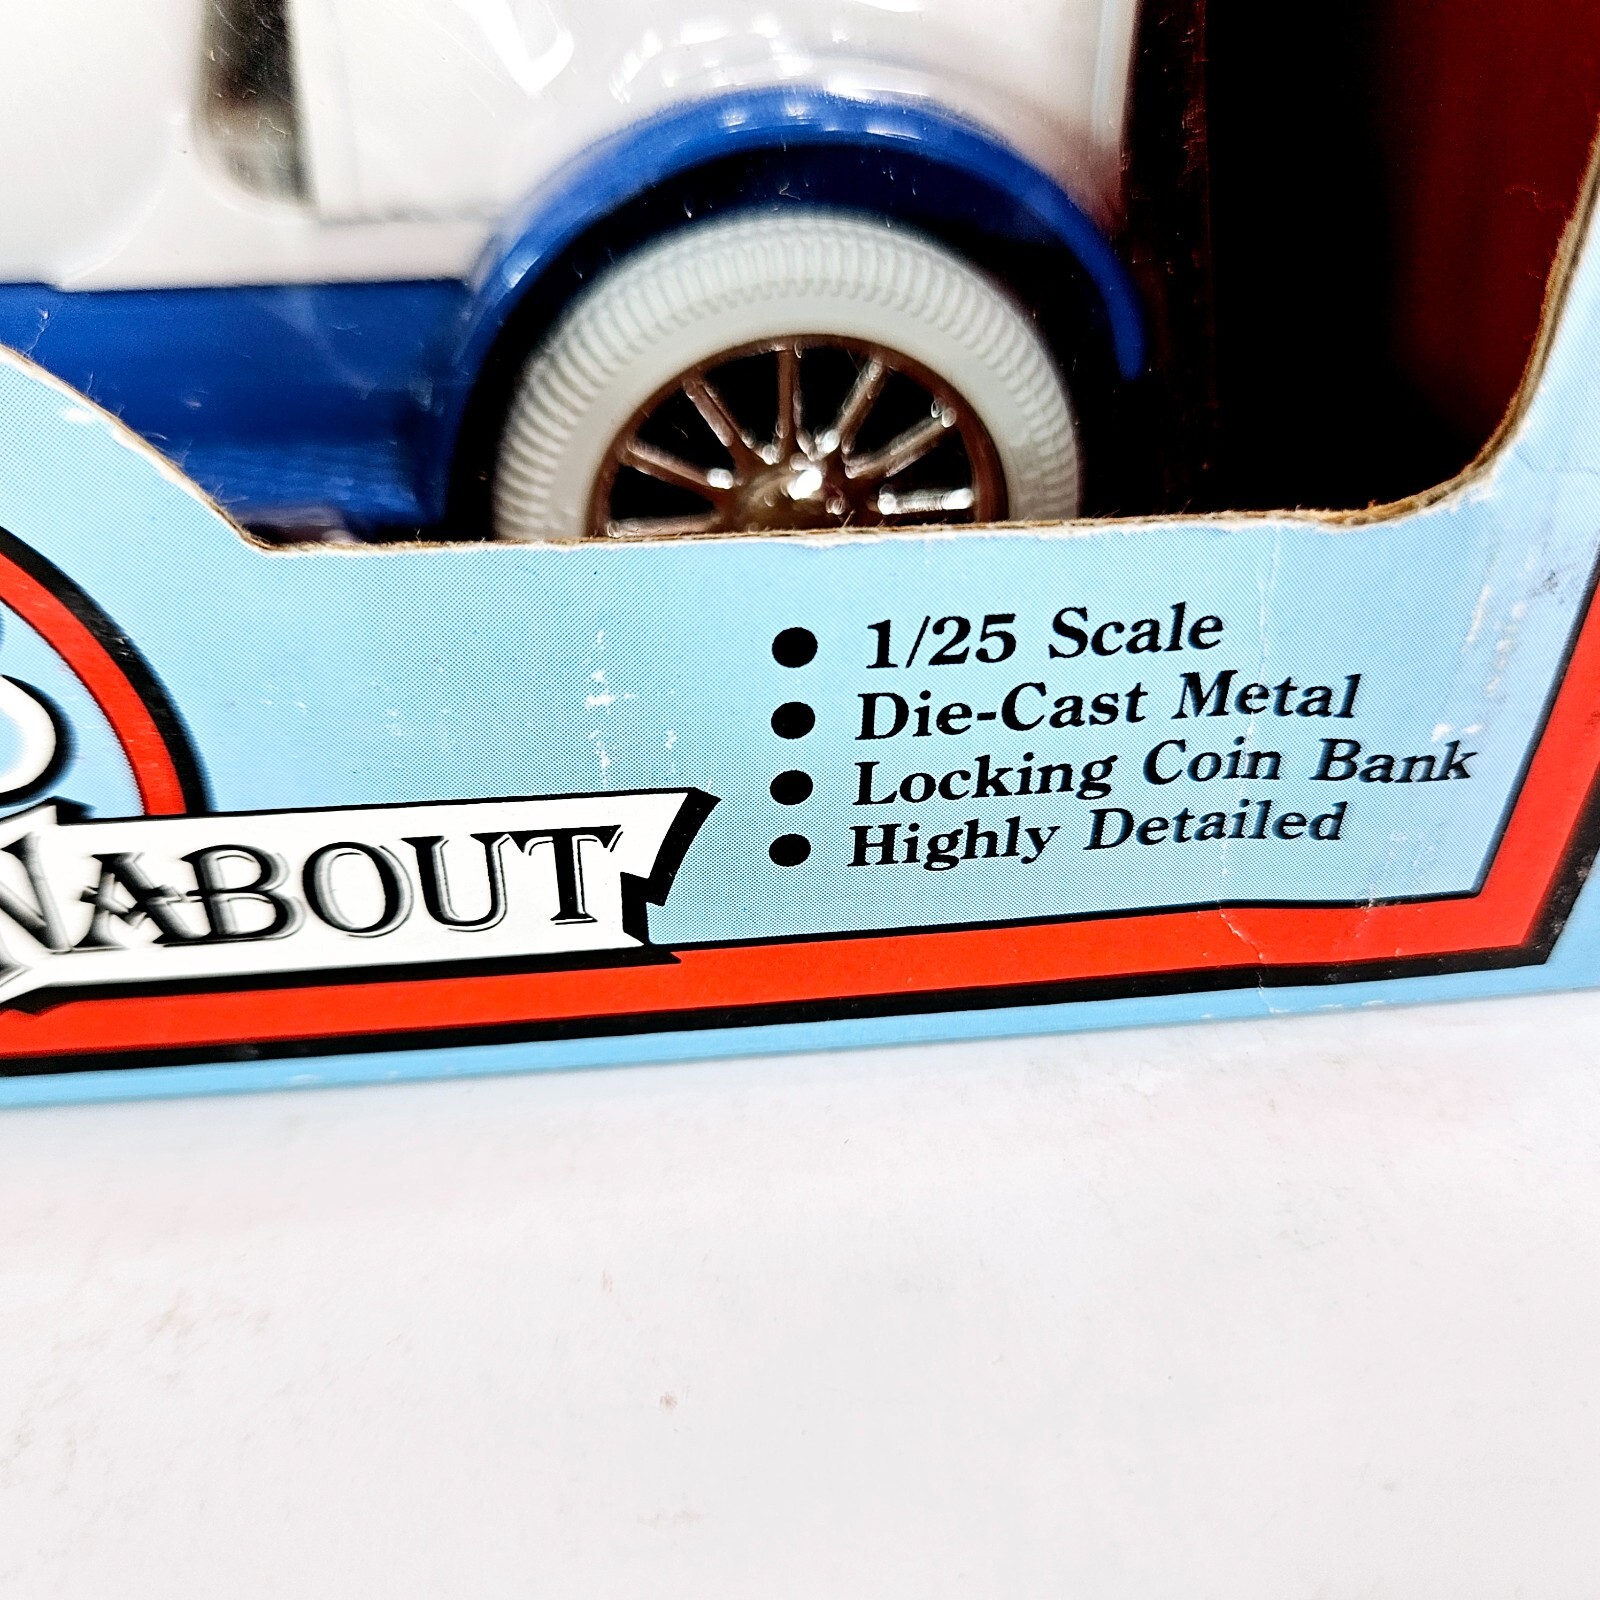 1/25 Scale
Die-Cast Metal
Locking Coin Bank
Highly Detailed
NABOUT